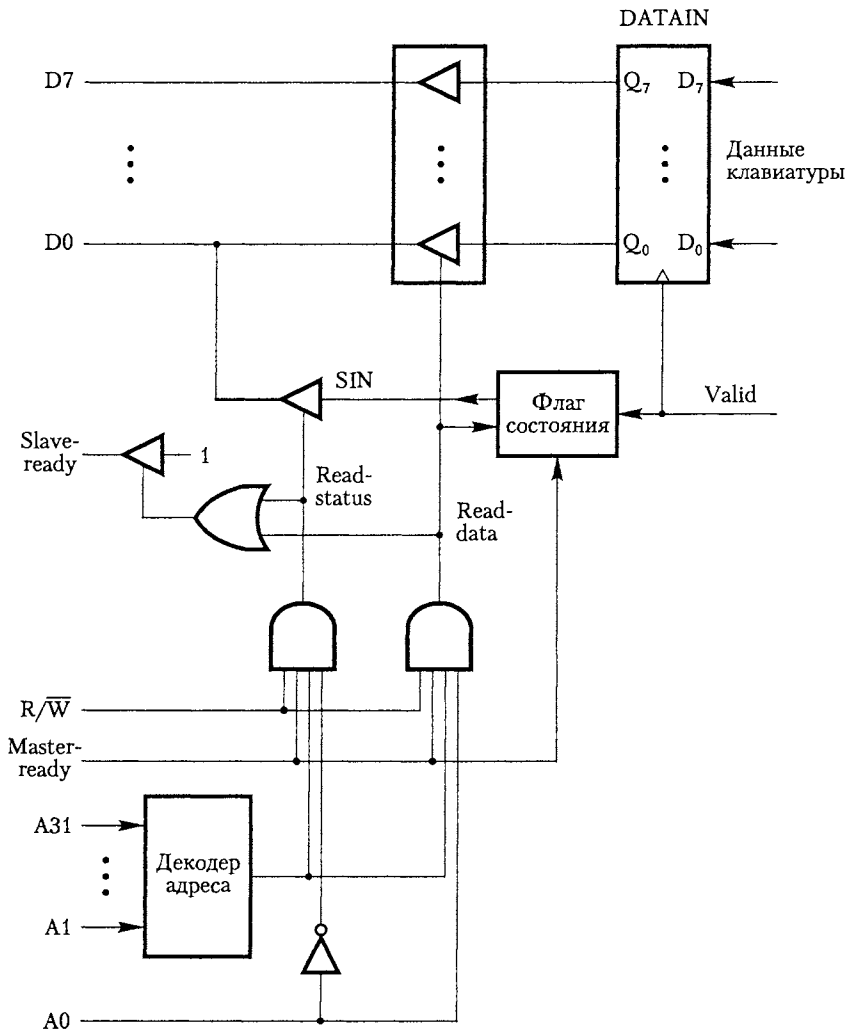 DATAIN
D7
Q7
D7
Данные
клавиатуры
D0
Q0
D0
SIN
Флаг
состояния
Valid
Slave-
ready
1
Read-
status
Read-
data
R/W̅
Master-
ready
A31
Декодер
адреса
A1
A0